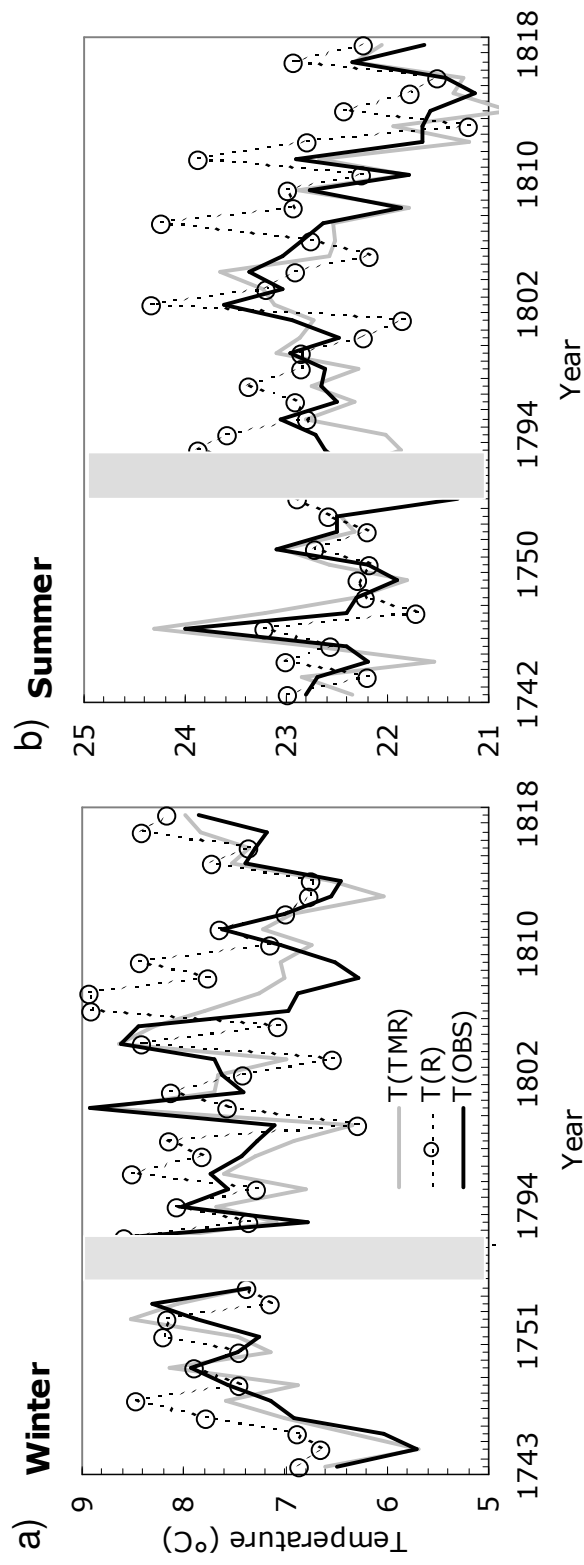 a) Winter
9
8
7
6
5
Temperature (°C)
1743
1751
1794
1802
1810
1818
Year
T(TMR)
T(R)
T(OBS)
b) Summer
25
24
23
22
21
1742
1750
1794
1802
1810
1818
Year